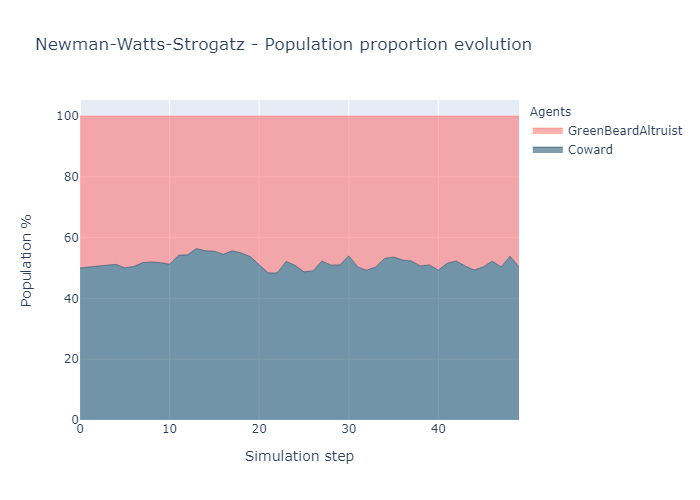 Newman-Watts-Strogatz - Population proportion evolution
Agents
GreenBeardAltruist
Coward
Population %
100
80
60
40
20
0
0 10 20 30 40
Simulation step